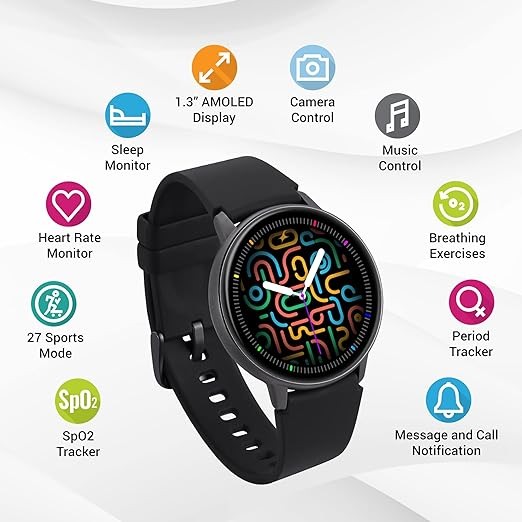 1.3" AMOLED
Display
Camera
Control
Sleep
Monitor
Music
Control
Heart Rate
Monitor
O2
Breathing
Exercises
27 Sports
Mode
Period
Tracker
SpO2
SpO2
Tracker
Message and Call
Notification